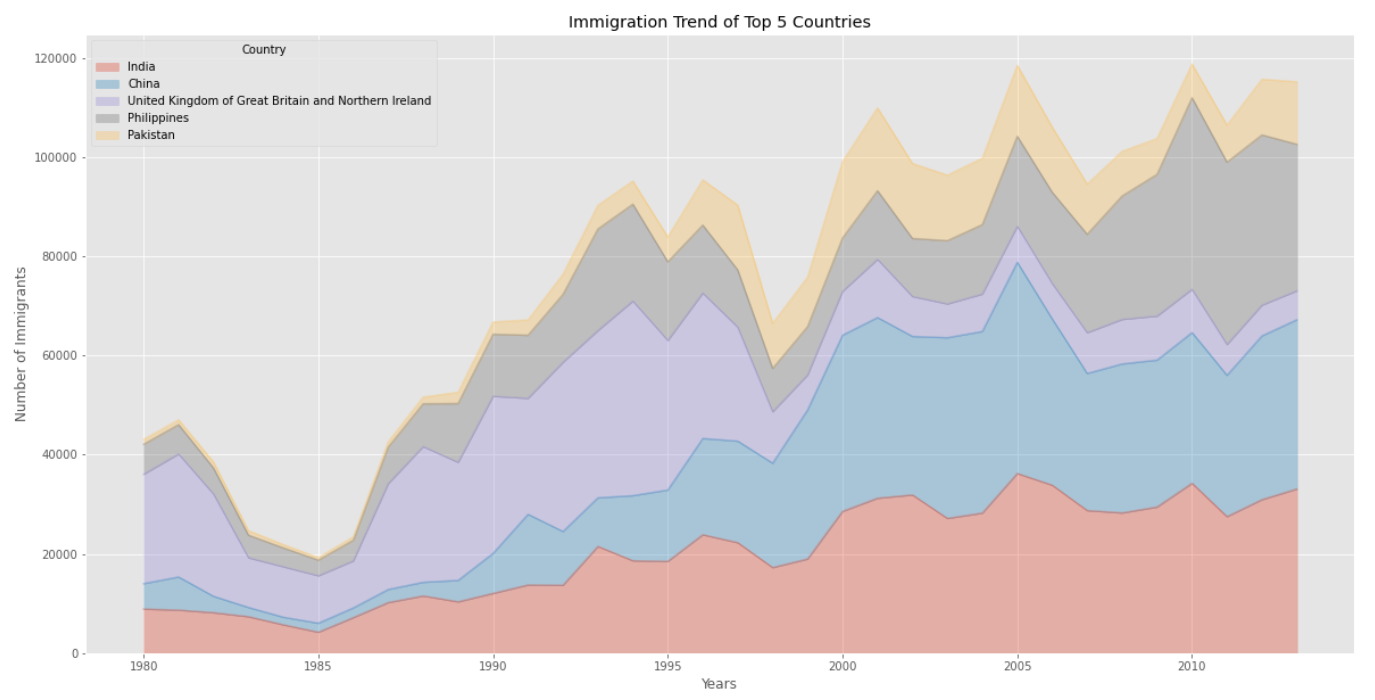 Immigration Trend of Top 5 Countries
Country
India
China
United Kingdom of Great Britain and Northern Ireland
Philippines
Pakistan
120000
100000
80000
60000
40000
20000
0
Number of Immigrants
1980 1985 1990 1995 2000 2005 2010
Years